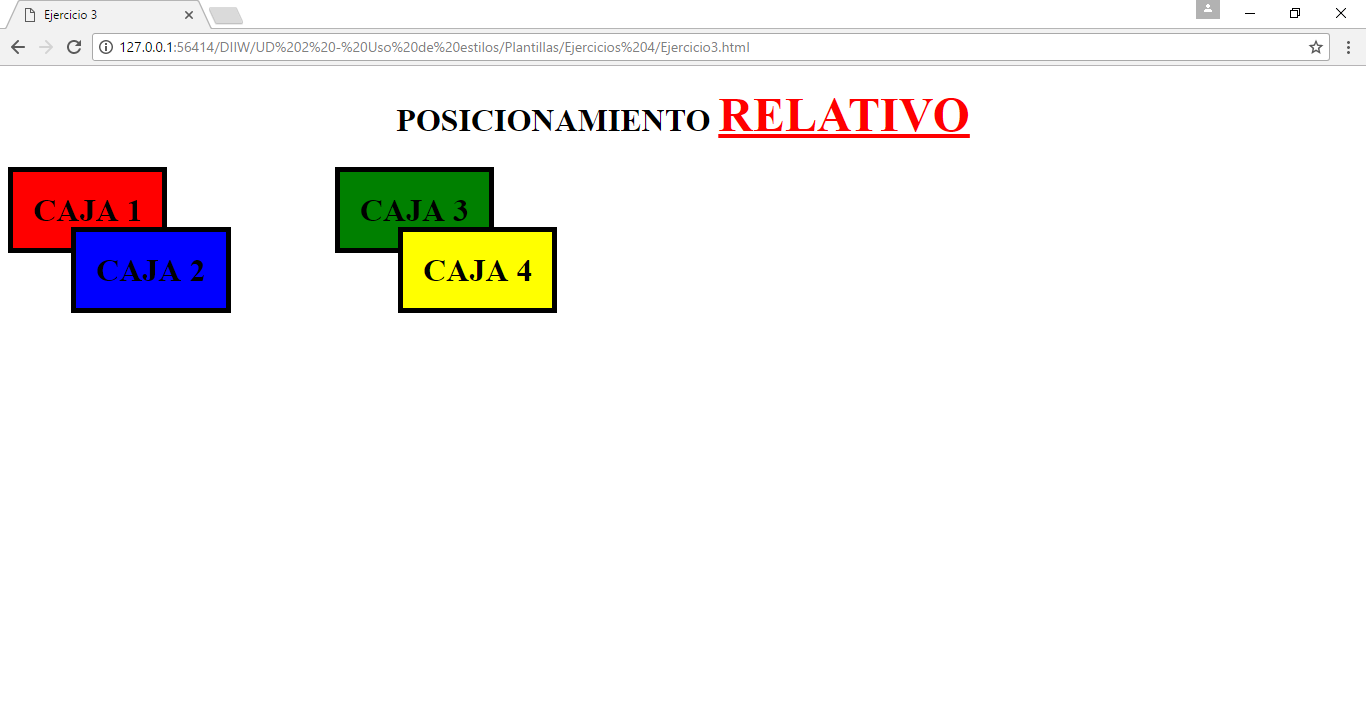 Ejercicio 3
127.0.0.1:56414/DIIW/UD%202%20-%20Uso%20de%20estilos/Plantillas/Ejercicios%204/Ejercicio3.html
POSICIONAMIENTO RELATIVO
CAJA 1
CAJA 2
CAJA 3
CAJA 4